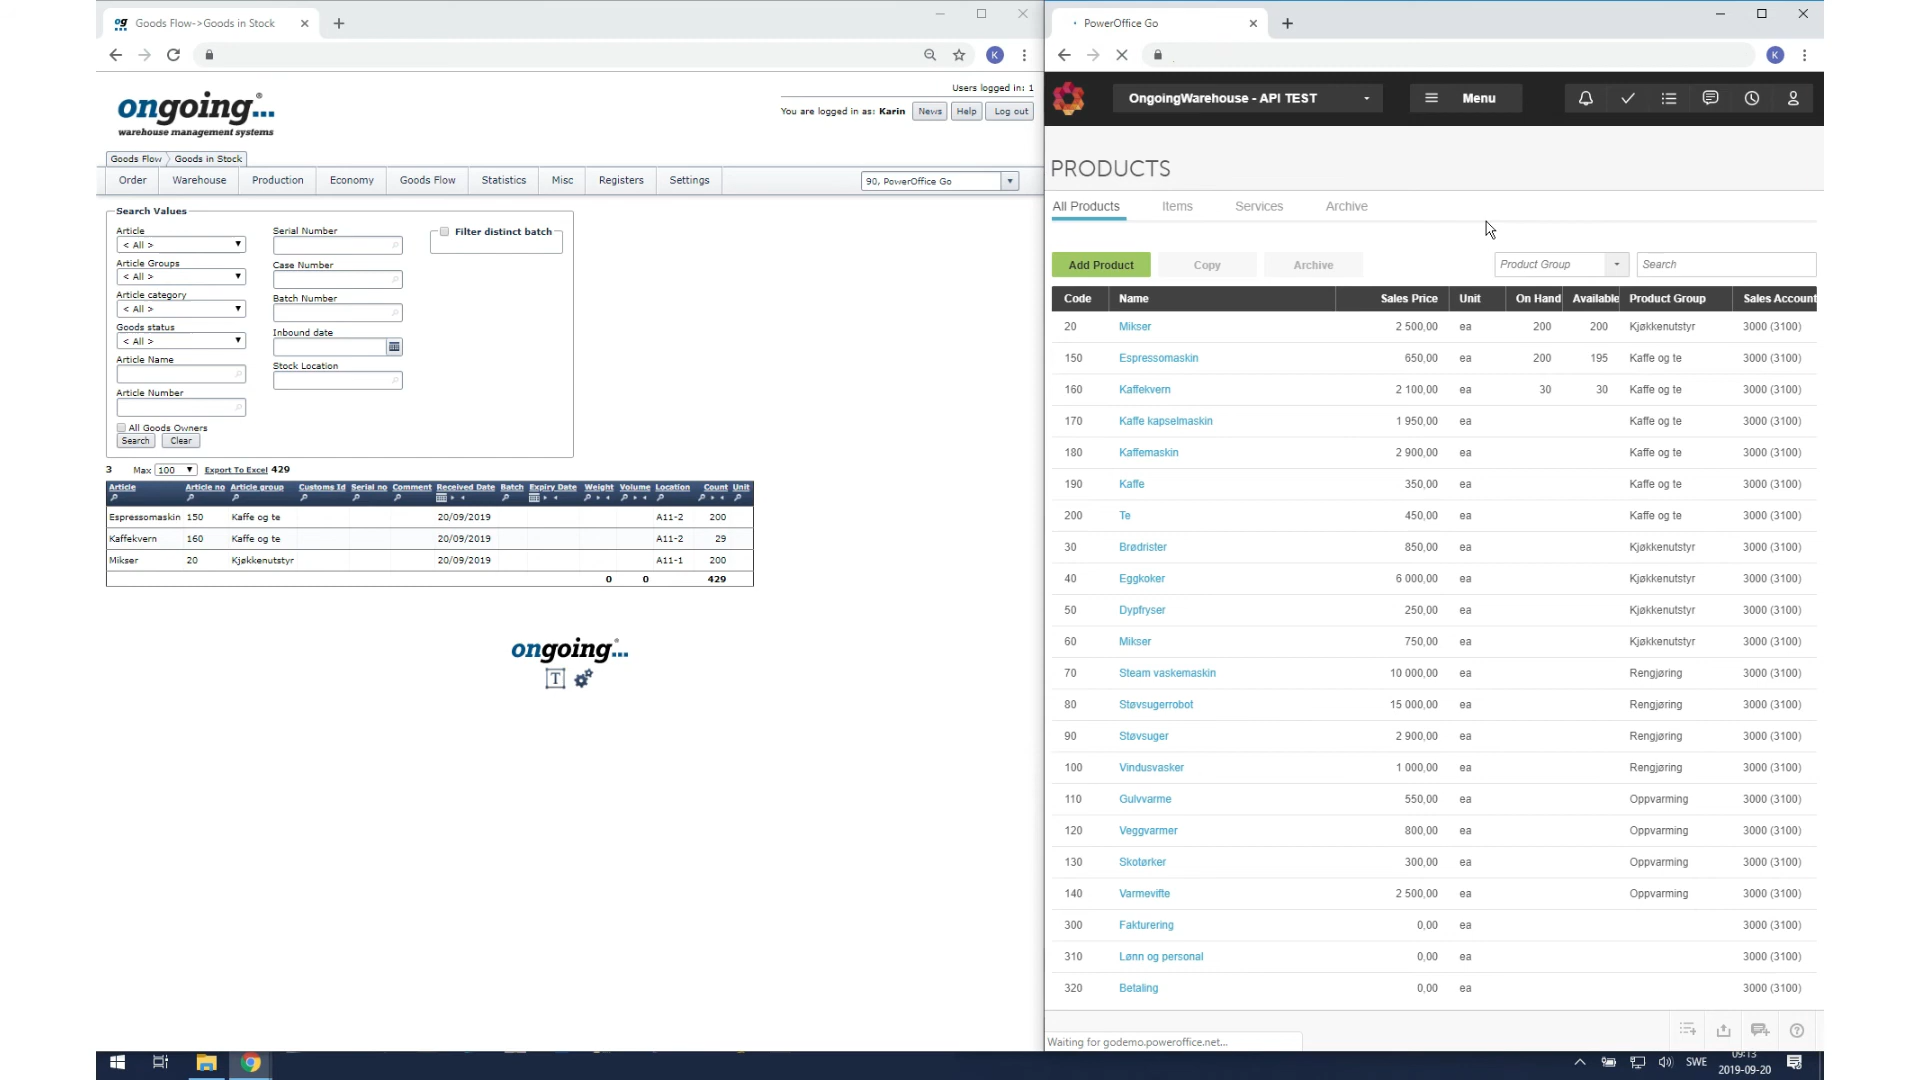 og Goods Flow->Goods in Stock
K
Users logged in: 1
You are logged in as: Karin News Help Log out
ongoing...®
warehouse management systems
Goods Flow Goods in Stock
Order Warehouse Production Economy Goods Flow Statistics Misc Registers Settings 90, PowerOffice Go
Search Values
Article
< All >
Article Groups
< All >
Article category
< All >
Goods status
< All >
Article Name
Article Number
All Goods Owners
Search Clear
Serial Number
Case Number
Batch Number
Inbound date
Stock Location
Filter distinct batch
3 Max 100 Export To Excel 429
Article Article no Article group Customs Id Serial no Comment Received Date Batch Expiry Date Weight Volume Location Count Unit
Espressomaskin 150 Kaffe og te 20/09/2019 A11-2 200
Kaffekvern 160 Kaffe og te 20/09/2019 A11-2 29
Mikser 20 Kjøkkenutstyr 20/09/2019 A11-1 200
0 0 429
ongoing...®
T
PowerOffice Go
K
OngoingWarehouse - API TEST Menu
PRODUCTS
All Products Items Services Archive
Add Product Copy Archive Product Group Search
Code Name Sales Price Unit On Hand Available Product Group Sales Account
20 Mikser 2 500,00 ea 200 200 Kjøkkenutstyr 3000 (3100)
150 Espressomaskin 650,00 ea 200 195 Kaffe og te 3000 (3100)
160 Kaffekvern 2 100,00 ea 30 30 Kaffe og te 3000 (3100)
170 Kaffe kapselmaskin 1 950,00 ea Kaffe og te 3000 (3100)
180 Kaffemaskin 2 900,00 ea Kaffe og te 3000 (3100)
190 Kaffe 350,00 ea Kaffe og te 3000 (3100)
200 Te 450,00 ea Kaffe og te 3000 (3100)
30 Brødrister 850,00 ea Kjøkkenutstyr 3000 (3100)
40 Eggkoker 6 000,00 ea Kjøkkenutstyr 3000 (3100)
50 Dypfryser 250,00 ea Kjøkkenutstyr 3000 (3100)
60 Mikser 750,00 ea Kjøkkenutstyr 3000 (3100)
70 Steam vaskemaskin 10 000,00 ea Rengjøring 3000 (3100)
80 Støvsugerrobot 15 000,00 ea Rengjøring 3000 (3100)
90 Støvsuger 2 900,00 ea Rengjøring 3000 (3100)
100 Vindusvasker 1 000,00 ea Rengjøring 3000 (3100)
110 Gulvvarme 550,00 ea Oppvarming 3000 (3100)
120 Veggvarmer 800,00 ea Oppvarming 3000 (3100)
130 Skotørker 300,00 ea Oppvarming 3000 (3100)
140 Varmevifte 2 500,00 ea Oppvarming 3000 (3100)
300 Fakturering 0,00 ea 3000 (3100)
310 Lønn og personal 0,00 ea 3000 (3100)
320 Betaling 0,00 ea 3000 (3100)
Waiting for godemo.poweroffice.net...
SWE 09:13
2019-09-20